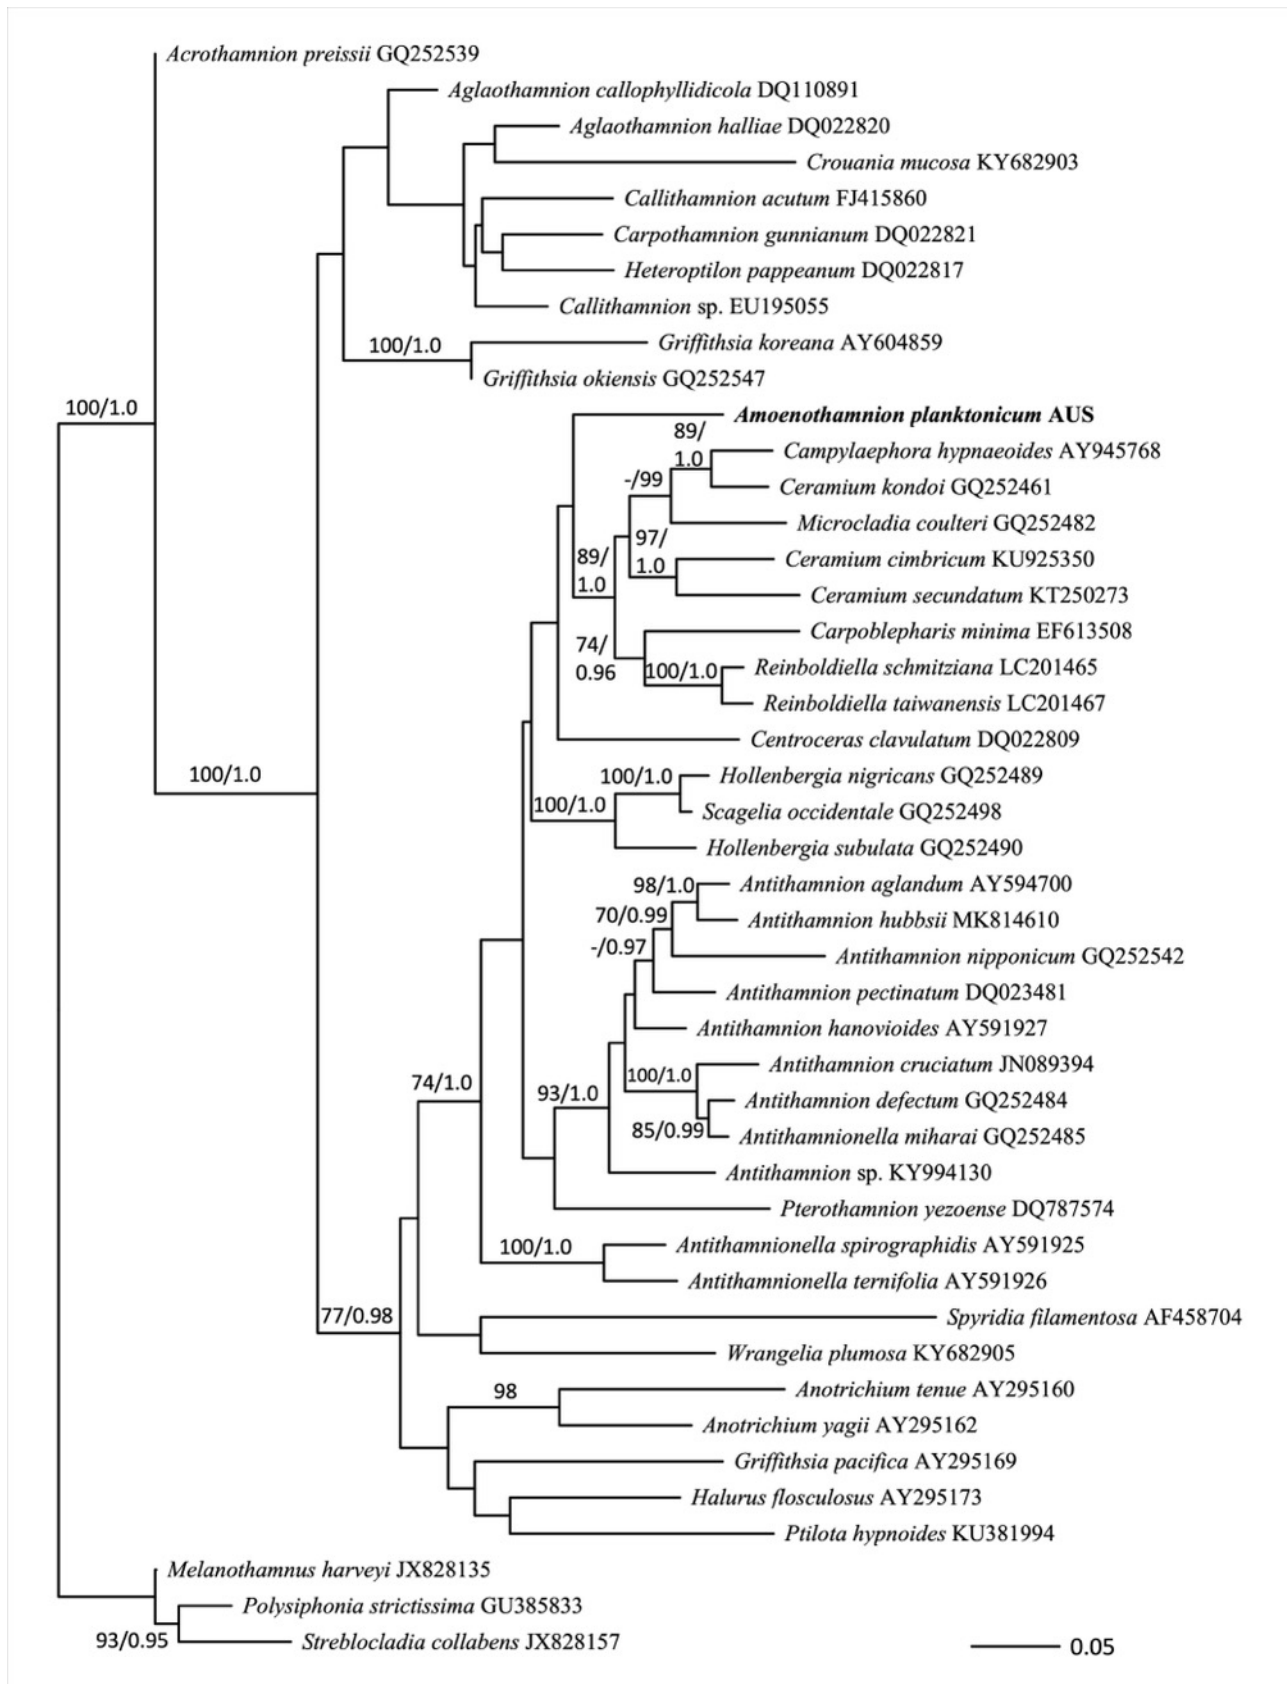 Acrothamnion preissii GQ252539
Aglaothamnion callophyllidicola DQ110891
Aglaothamnion halliae DQ022820
Crouania mucosa KY682903
Callithamnion acutum FJ415860
Carpothamnion gunnianum DQ022821
Heteroptilon pappeanum DQ022817
Callithamnion sp. EU195055
100/1.0
Griffithsia koreana AY604859
Griffithsia okiensis GQ252547
100/1.0
Amoenothamnion planktonicum AUS
89/
1.0
Campylaephora hypnaeoides AY945768
-/99
Ceramium kondoi GQ252461
Microcladia coulteri GQ252482
97/
1.0
89/
1.0
Ceramium cimbricum KU925350
Ceramium secundatum KT250273
74/
0.96
Carpoblepharis minima EF613508
100/1.0
Reinboldiella schmitziana LC201465
Reinboldiella taiwanensis LC201467
Centroceras clavulatum DQ022809
100/1.0
100/1.0
Hollenbergia nigricans GQ252489
100/1.0
Scagelia occidentale GQ252498
Hollenbergia subulata GQ252490
98/1.0
Antithamnion aglandum AY594700
70/0.99
Antithamnion hubbsii MK814610
-/0.97
Antithamnion nipponicum GQ252542
Antithamnion pectinatum DQ023481
Antithamnion hanovioides AY591927
100/1.0
Antithamnion cruciatum JN089394
74/1.0
93/1.0
Antithamnion defectum GQ252484
85/0.99
Antithamnionella miharai GQ252485
Antithamnion sp. KY994130
Pterothamnion yezoense DQ787574
100/1.0
Antithamnionella spirographidis AY591925
Antithamnionella ternifolia AY591926
77/0.98
Spyridia filamentosa AF458704
Wrangelia plumosa KY682905
98
Anotrichium tenue AY295160
Anotrichium yagii AY295162
Griffithsia pacifica AY295169
Halurus flosculosus AY295173
Ptilota hypnoides KU381994
Melanothamnus harveyi JX828135
Polysiphonia strictissima GU385833
93/0.95
Streblocladia collabens JX828157
0.05